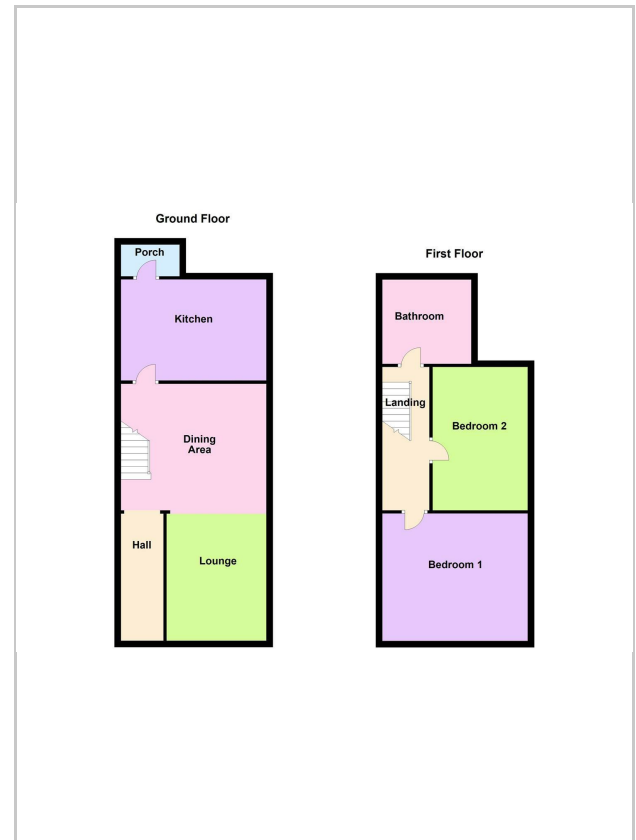 Ground Floor
Porch
Kitchen
Dining
Area
Hall
Lounge
First Floor
Bathroom
Landing
Bedroom 2
Bedroom 1